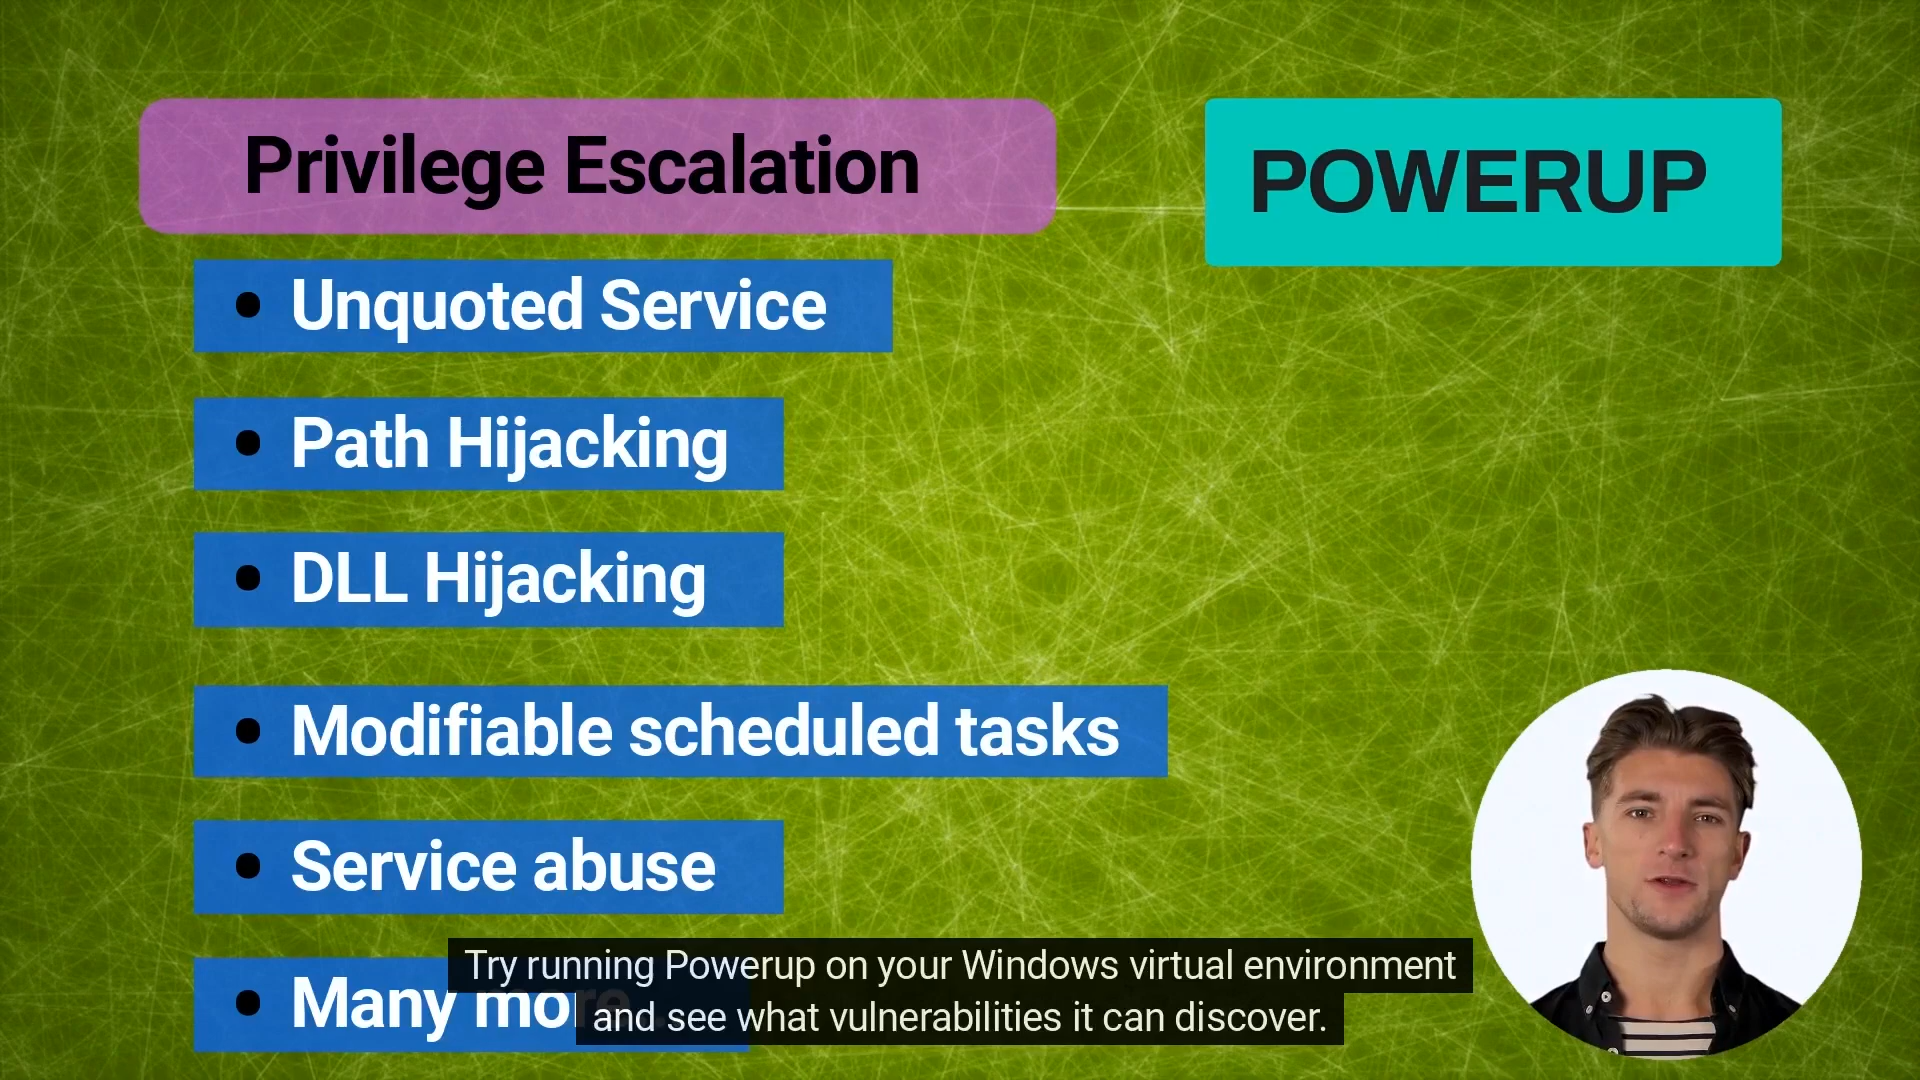 Privilege Escalation
POWERUP
• Unquoted Service
• Path Hijacking
• DLL Hijacking
• Modifiable scheduled tasks
• Service abuse
• Many more
Try running Powerup on your Windows virtual environment
and see what vulnerabilities it can discover.